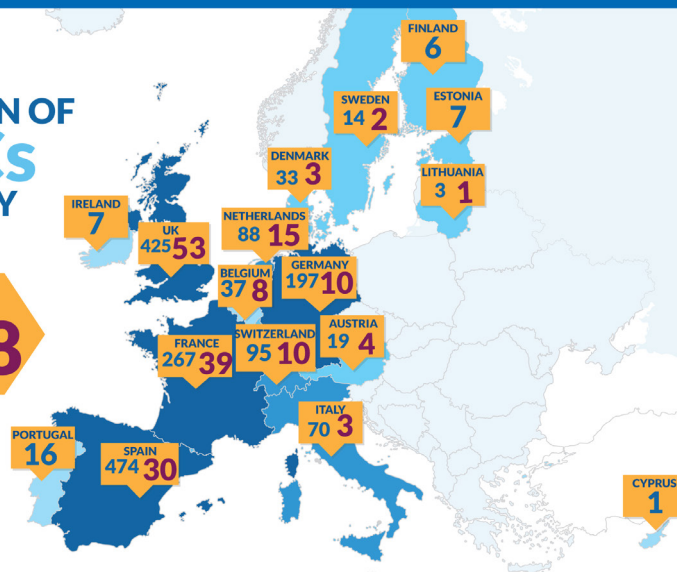 N OF
CS
Y
3
FINLAND
6
SWEDEN
14 2
ESTONIA
7
DENMARK
33 3
LITHUANIA
3 1
IRELAND
7
UK
425 53
NETHERLANDS
88 15
BELGIUM
37 8
GERMANY
197 10
FRANCE
267 39
SWITZERLAND
95 10
AUSTRIA
19 4
ITALY
70 3
PORTUGAL
16
SPAIN
474 30
CYPRUS
1